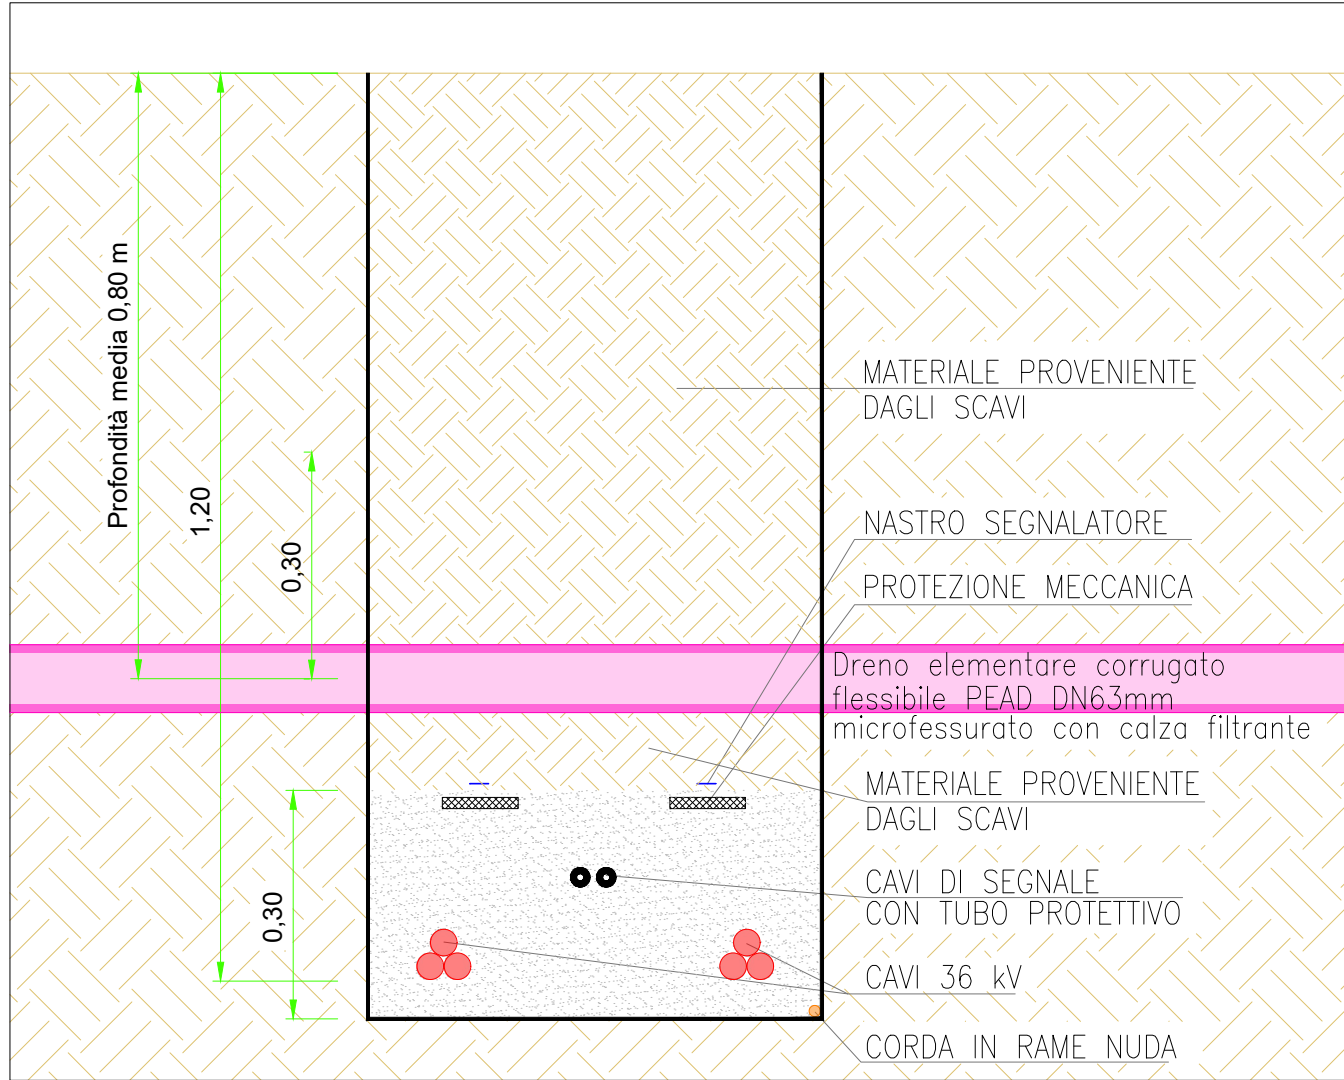 Profondità media 0,80 m
1,20
0,30
0,30
MATERIALE PROVENIENTE
DAGLI SCAVI
NASTRO SEGNALATORE
PROTEZIONE MECCANICA
Dreno elementare corrugato
flessibile PEAD DN63mm
microfessurato con calza filtrante
MATERIALE PROVENIENTE
DAGLI SCAVI
CAVI DI SEGNALE
CON TUBO PROTETTIVO
CAVI 36 kV
CORDA IN RAME NUDA